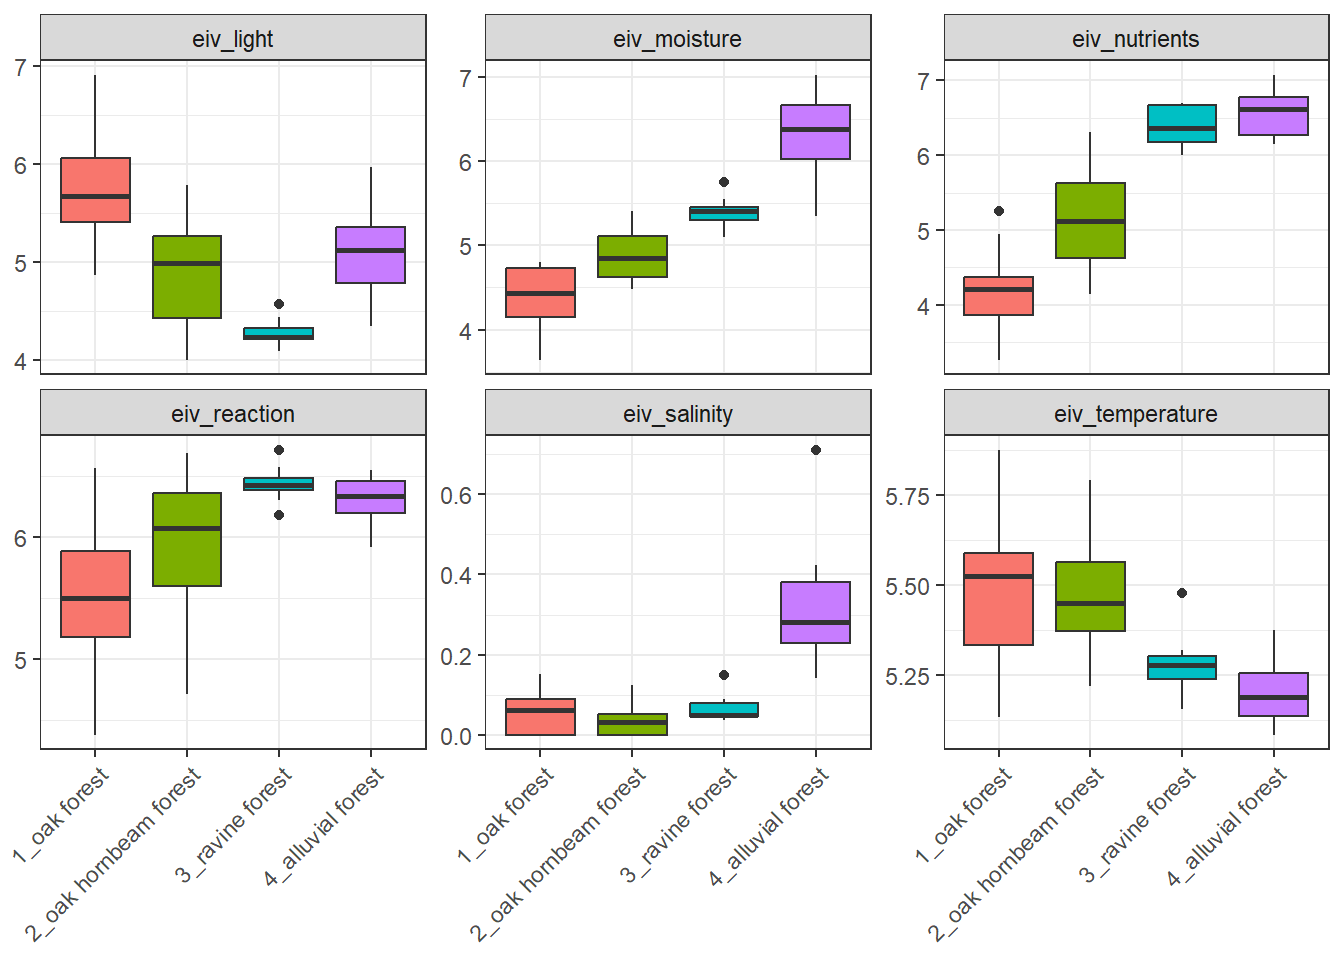 eiv_light
eiv_moisture
eiv_nutrients
7
6
5
4
7
6
5
4
7
6
5
4
eiv_reaction
eiv_salinity
eiv_temperature
6
5
0.6
0.4
0.2
0.0
5.75
5.50
5.25
1_oak forest
2_oak hornbeam forest
3_ravine forest
4_alluvial forest
1_oak forest
2_oak hornbeam forest
3_ravine forest
4_alluvial forest
1_oak forest
2_oak hornbeam forest
3_ravine forest
4_alluvial forest